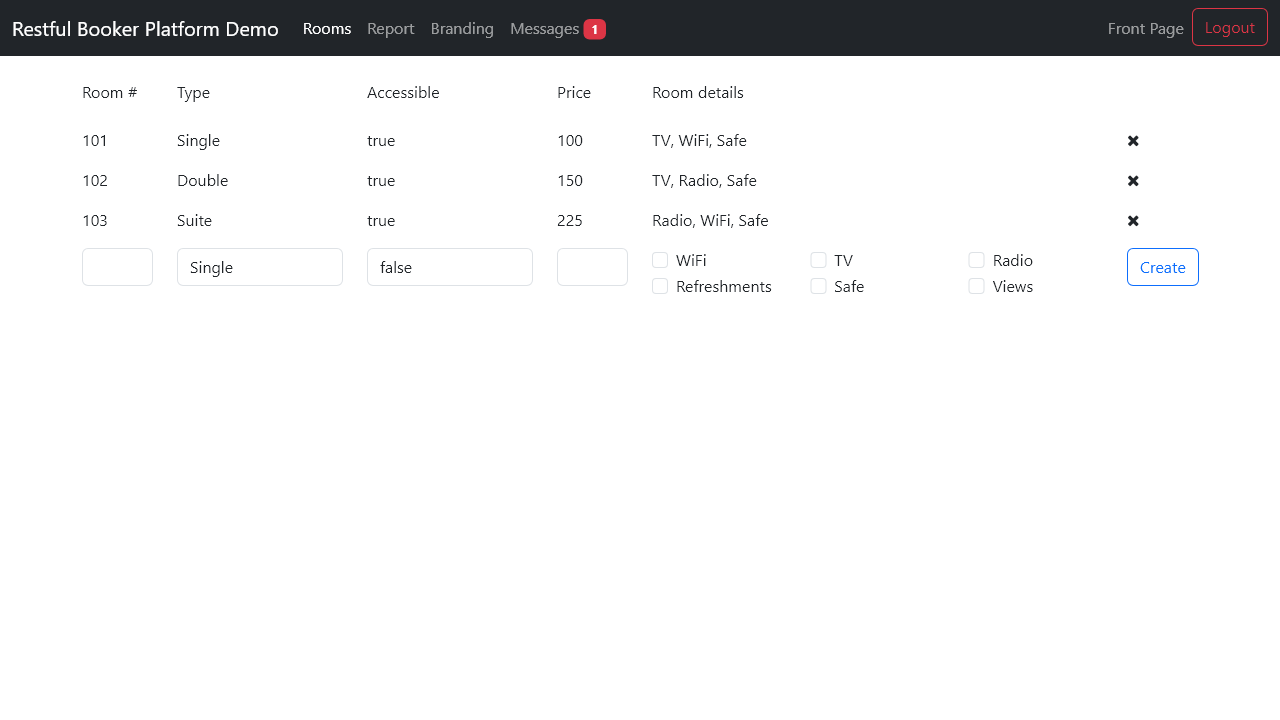 Restful Booker Platform Demo Rooms Report Branding Messages 1 Front Page Logout
Room # Type Accessible Price Room details
101 Single true 100 TV, WiFi, Safe
102 Double true 150 TV, Radio, Safe
103 Suite true 225 Radio, WiFi, Safe
Single false WiFi TV Radio Create
Refreshments Safe Views